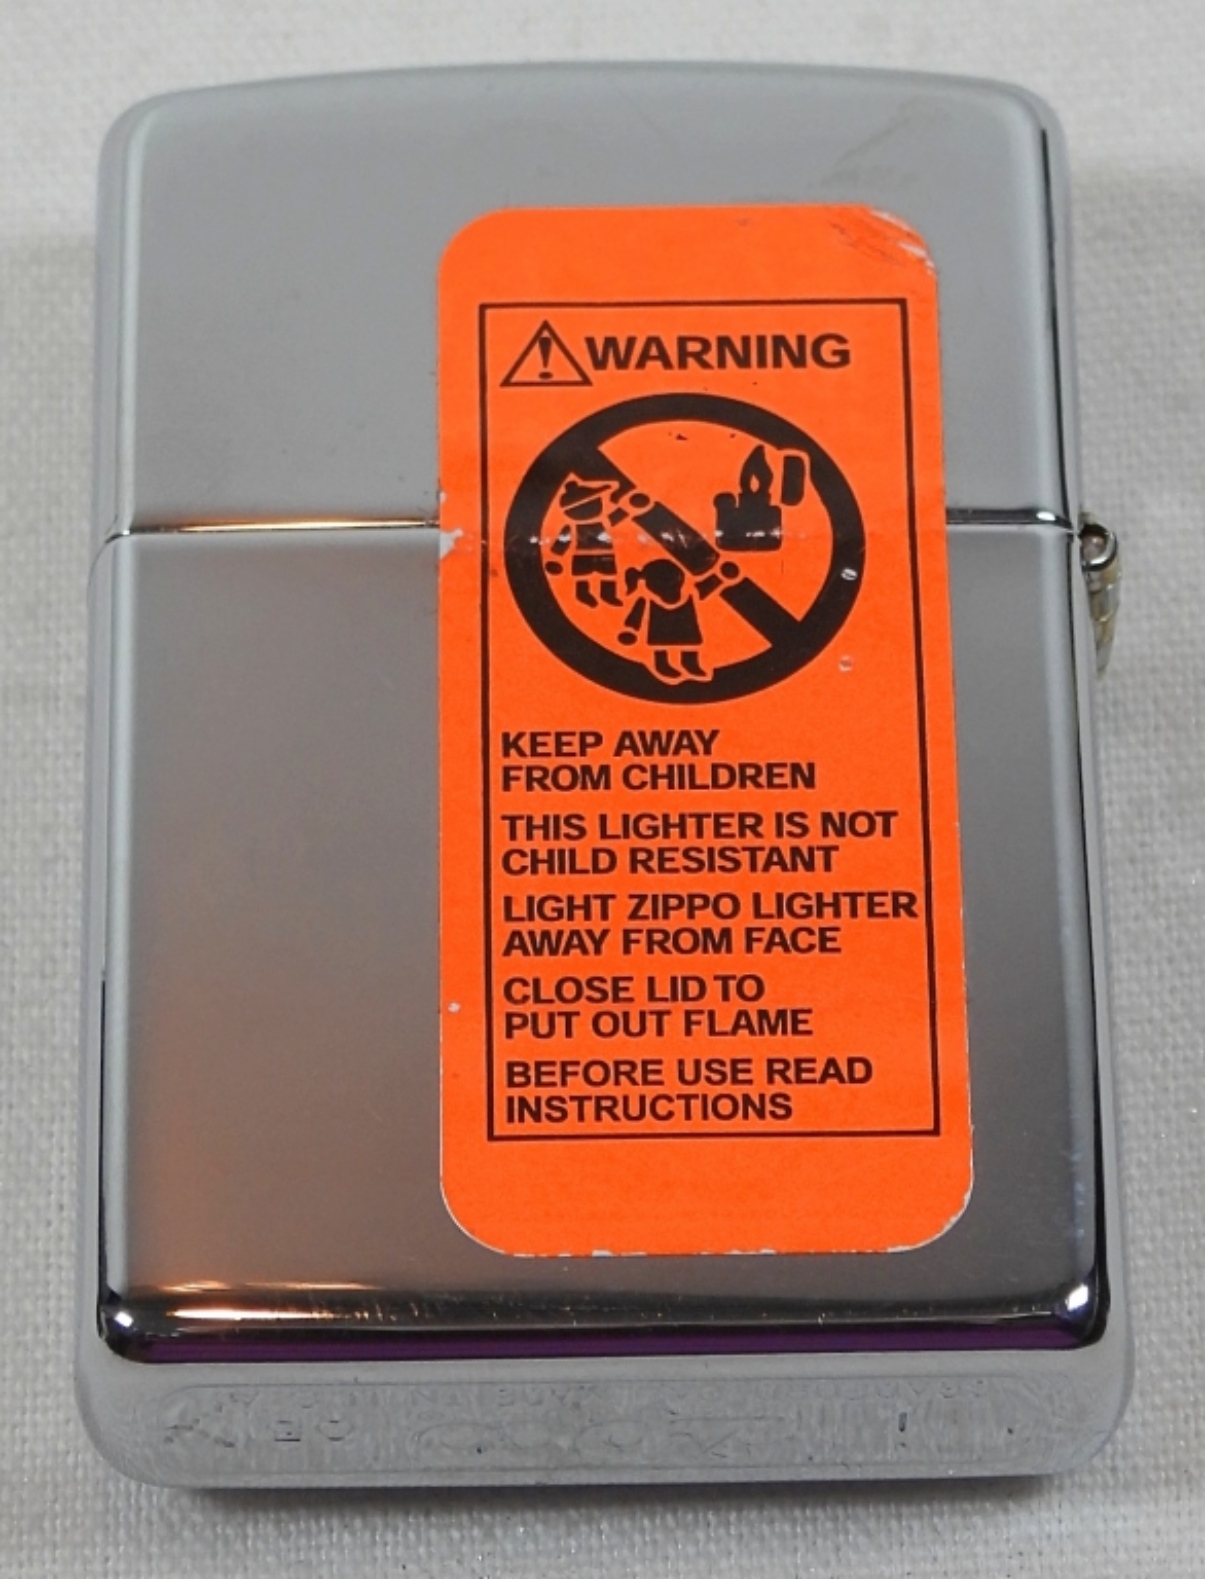 WARNING
KEEP AWAY
FROM CHILDREN
THIS LIGHTER IS NOT
CHILD RESISTANT
LIGHT ZIPPO LIGHTER
AWAY FROM FACE
CLOSE LID TO
PUT OUT FLAME
BEFORE USE READ
INSTRUCTIONS